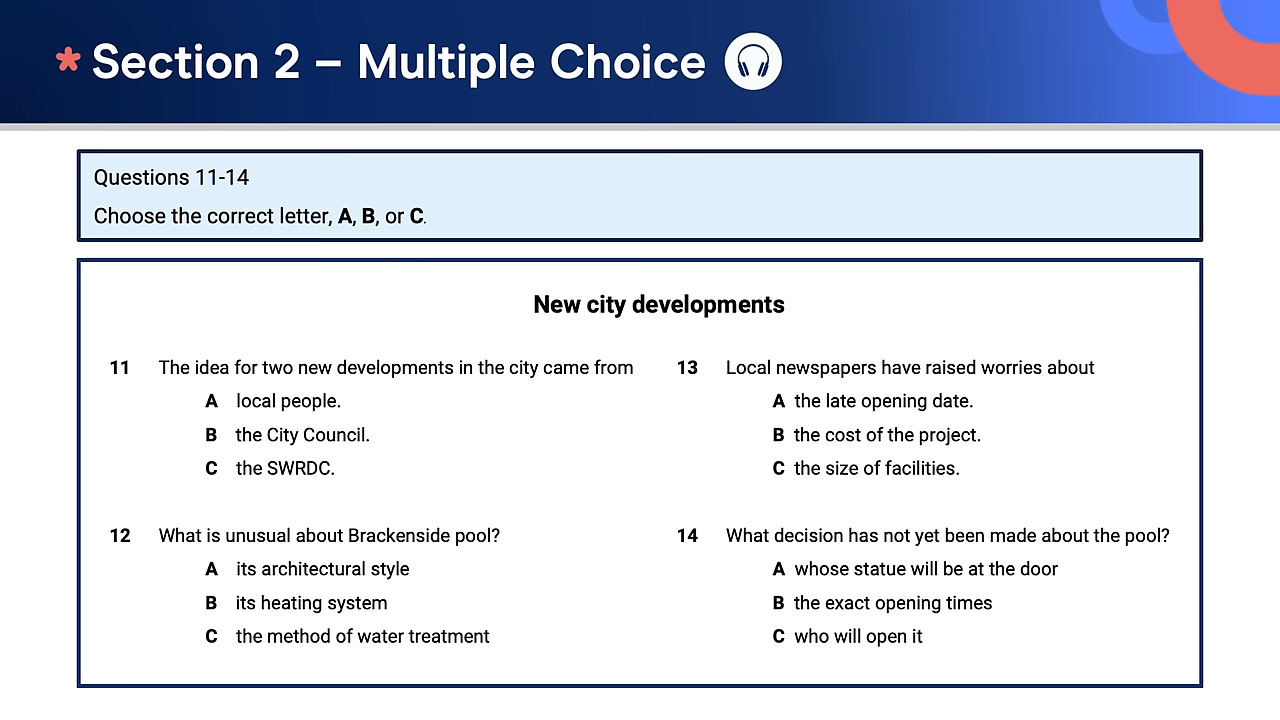 * Section 2 – Multiple Choice
Questions 11-14
Choose the correct letter, A, B, or C.
New city developments
11 The idea for two new developments in the city came from
A local people.
B the City Council.
C the SWRDC.
12 What is unusual about Brackenside pool?
A its architectural style
B its heating system
C the method of water treatment
13 Local newspapers have raised worries about
A the late opening date.
B the cost of the project.
C the size of facilities.
14 What decision has not yet been made about the pool?
A whose statue will be at the door
B the exact opening times
C who will open it